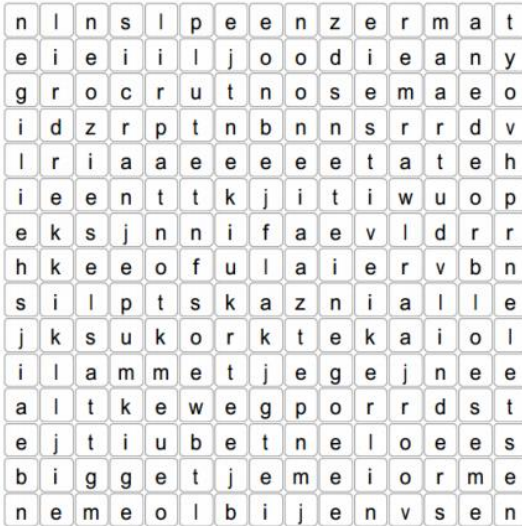 n l n s l p e e n z e r m a t
e i e i i l j o o d i e a n y
g r o c r u t n o s e m a e o
i d z r p t n b n n s r r d v
l r i a a e e e e e t a t e h
i e e n t t k j i t i w u o p
e k s j n n i f a e v l d r r
h k e e o f u l a i e r v b n
s i l p t s k a z n i a l l e
j k s u k o r k t e k a i o l
i l a m m e t j e g e j n e e
a l t k e w e g p o r r d s t
e j t i u b e t n e l o e e s
b i g g e t j e m e i o r m e
n e m e o l b i j e n v s e n